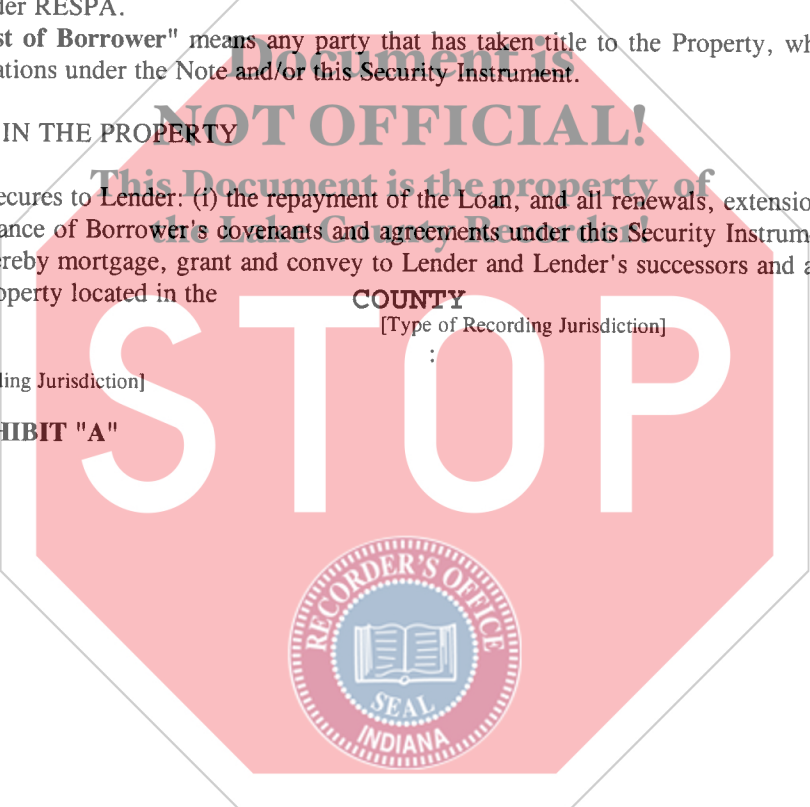 der RESPA.
st of Borrower" means any party that has taken title to the Property, wh
ations under the Note and/or this Security Instrument.
Document is
NOT OFFICIAL!
This Document is the property of
the Lake County Recorder!
IN THE PROPERTY
ecures to Lender: (i) the repayment of the Loan, and all renewals, extensio
ance of Borrower's covenants and agreements under this Security Instrum
ereby mortgage, grant and convey to Lender and Lender's successors and a
operty located in the COUNTY
[Type of Recording Jurisdiction]
:
ding Jurisdiction]
HIBIT "A"
STOP
RECORDER'S OFFICE
SEAL
INDIANA